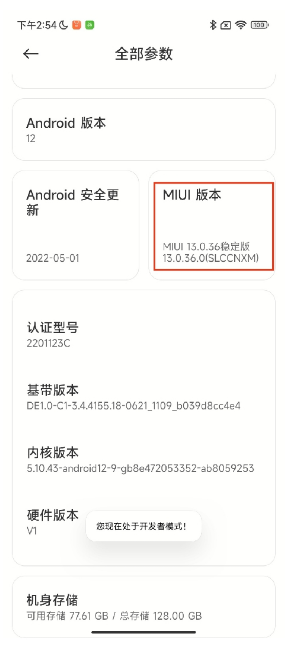 下午2:54
100
全部参数
Android 版本
12
Android 安全更
新
2022-05-01
MIUI 版本
MIUI 13.0.36稳定版
13.0.36.0(SLCCNXM)
认证型号
2201123C
基带版本
DE1.0-C1-3.4.4155.18-0621_1109_b039d8cc4e4
内核版本
5.10.43-android12-9-gb8e472053352-ab8059253
硬件版本
V1
您现在处于开发者模式!
机身存储
可用存储 77.61 GB / 总存储 128.00 GB